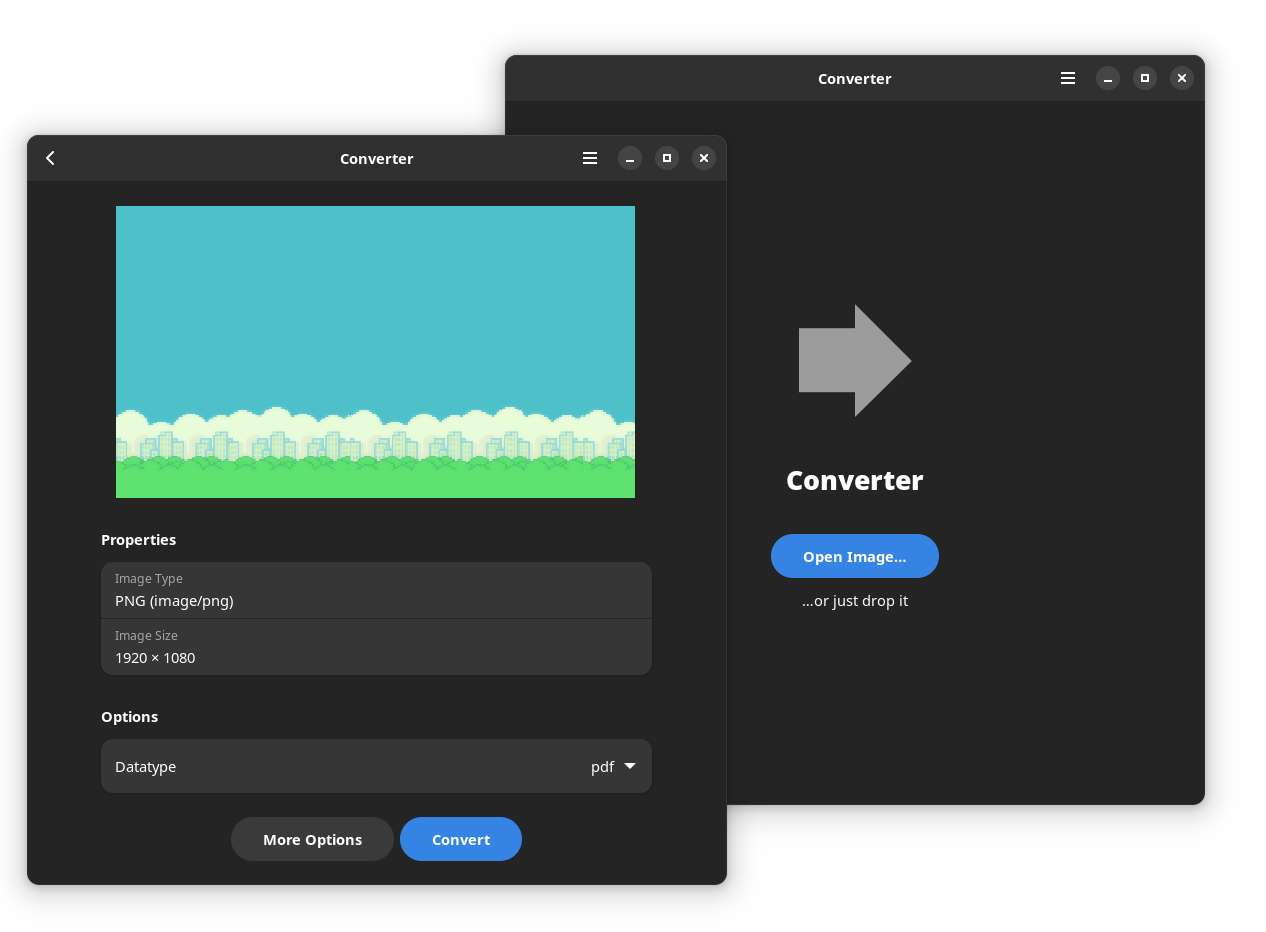 Converter
Converter
Open Image...
...or just drop it
Converter
Properties
Image Type
PNG (image/png)
Image Size
1920 × 1080
Options
Datatype
pdf
More Options
Convert